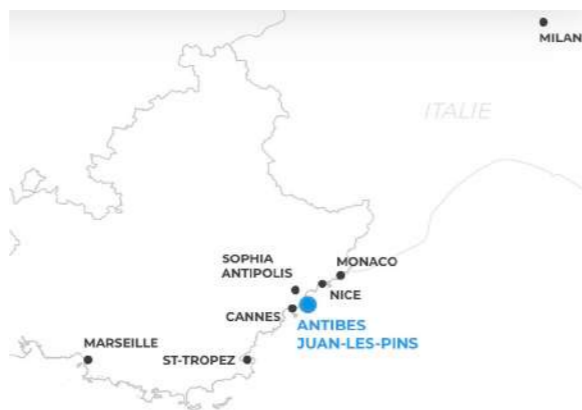 MILAN
ITALIE
SOPHIA
ANTIPOLIS
MONACO
NICE
CANNES
ANTIBES
JUAN-LES-PINS
MARSEILLE
ST-TROPEZ